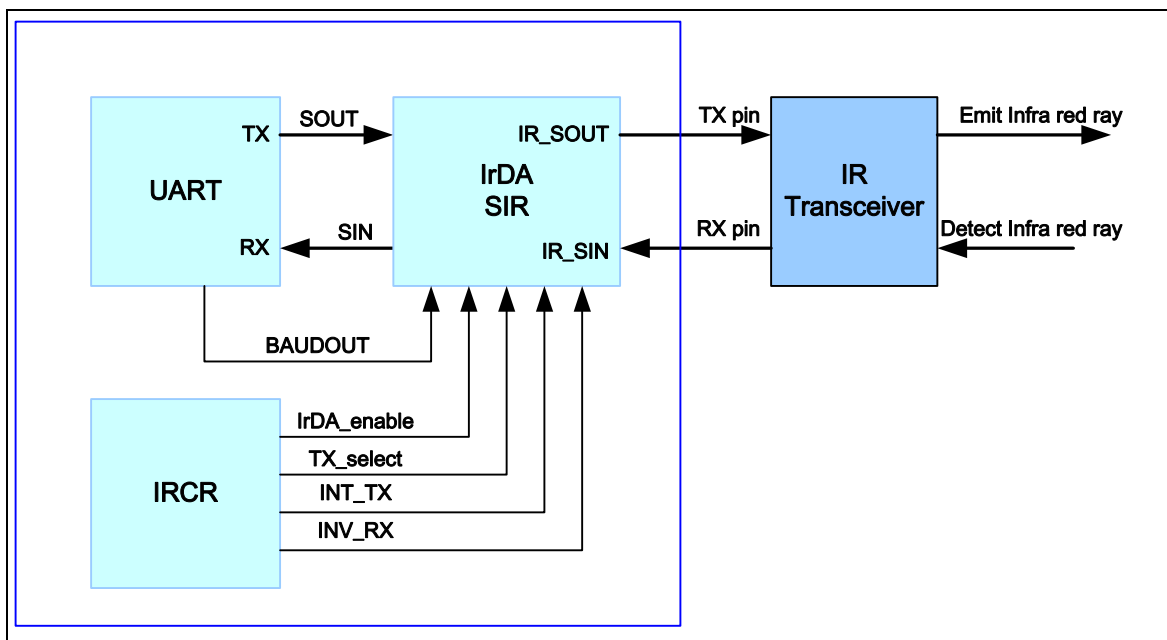 SOUT
TX
IR_SOUT
UART
IrDA
SIR
SIN
RX
IR_SIN
TX pin
Emit Infra red ray
IR
Transceiver
RX pin
Detect Infra red ray
BAUDOUT
IRCR
IrDA_enable
TX_select
INT_TX
INV_RX